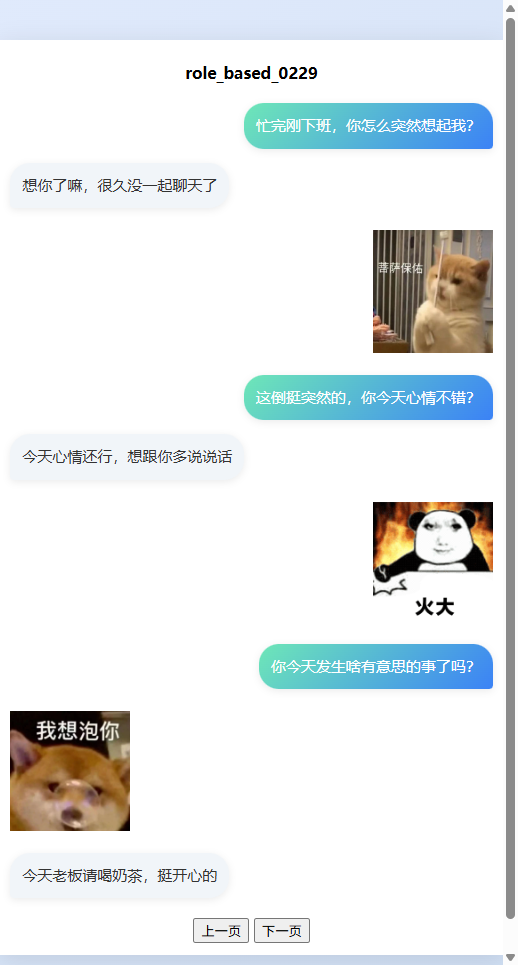 role_based_0229
忙完刚下班，你怎么突然想起我？
想你了嘛，很久没一起聊天了
菩萨保佑
这倒挺突然的，你今天心情不错？
今天心情还行，想跟你多说说话
火大
你今天发生啥有意思的事了吗？
我想泡你
今天老板请喝奶茶，挺开心的
上一页 下一页